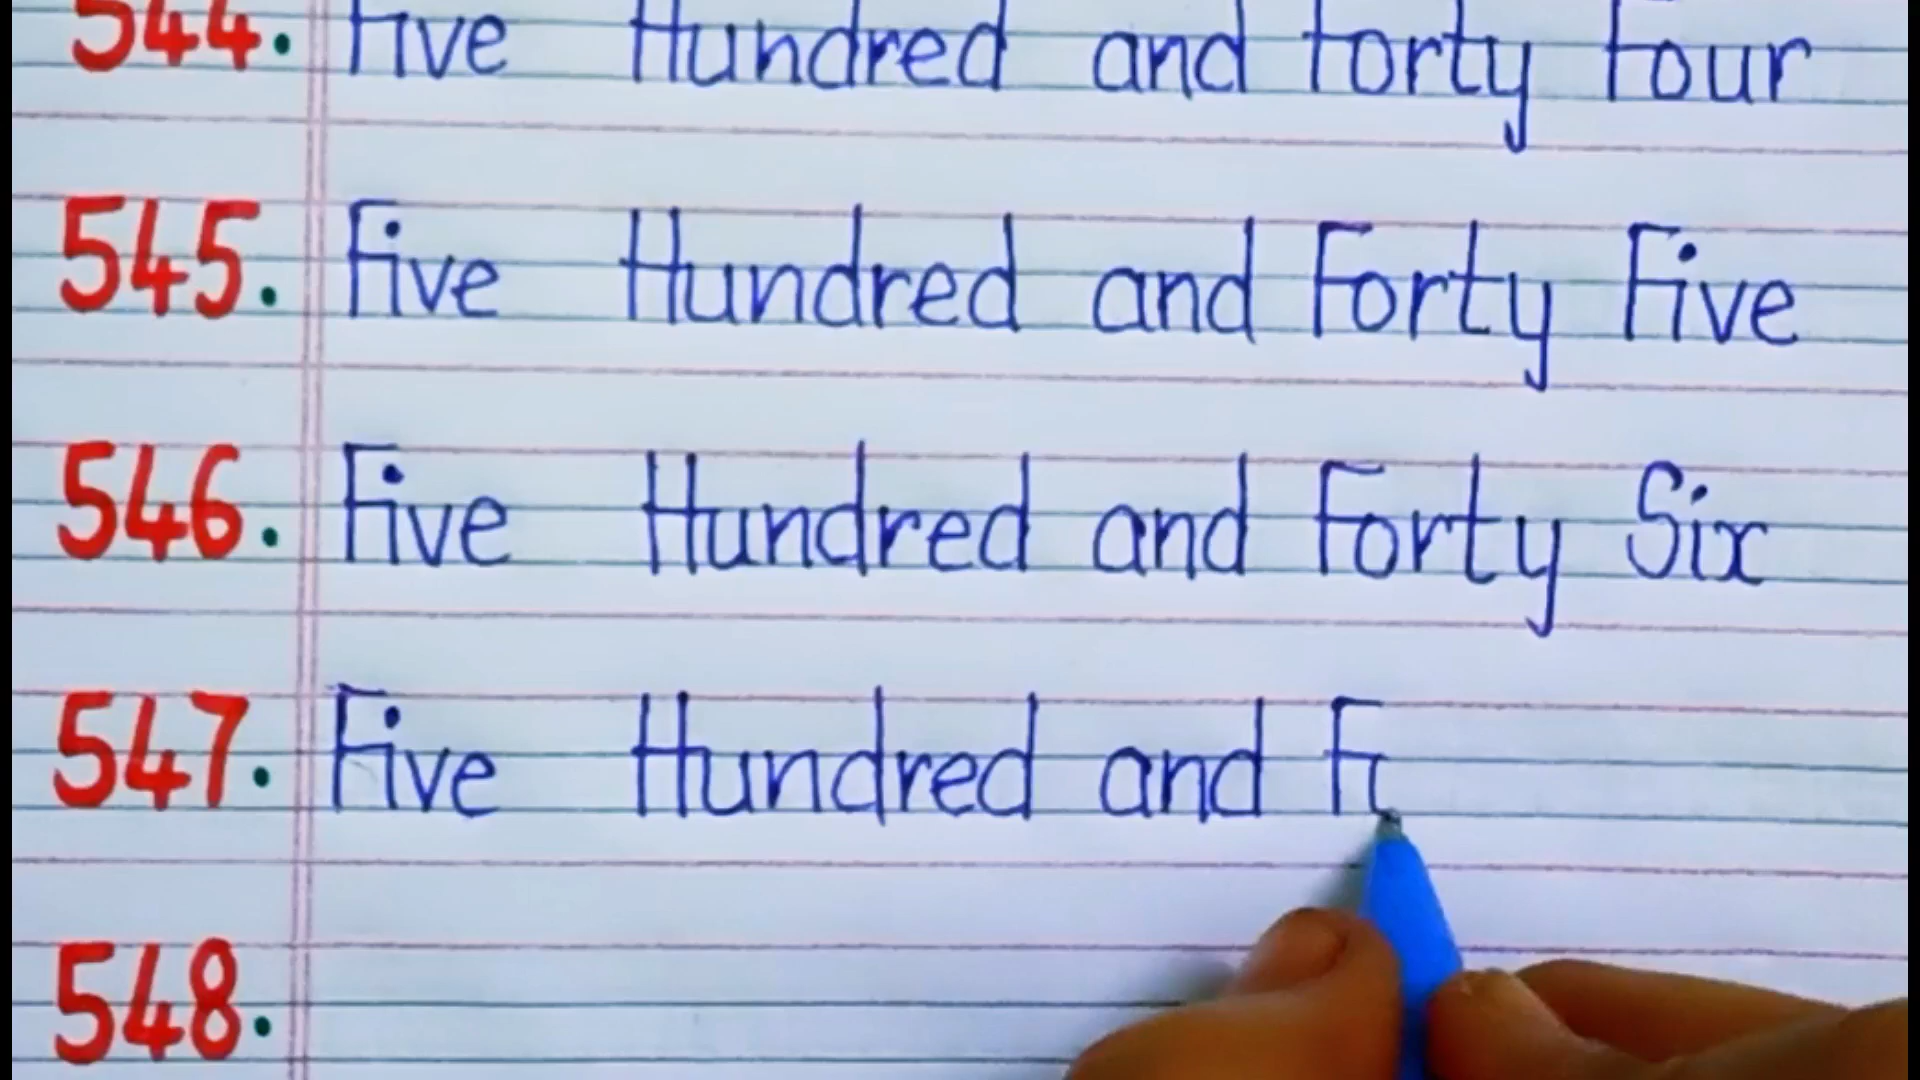 544. Five Hundred and Forty Four
545. Five Hundred and Forty Five
546. Five Hundred and Forty Six
547. Five Hundred and F
548.